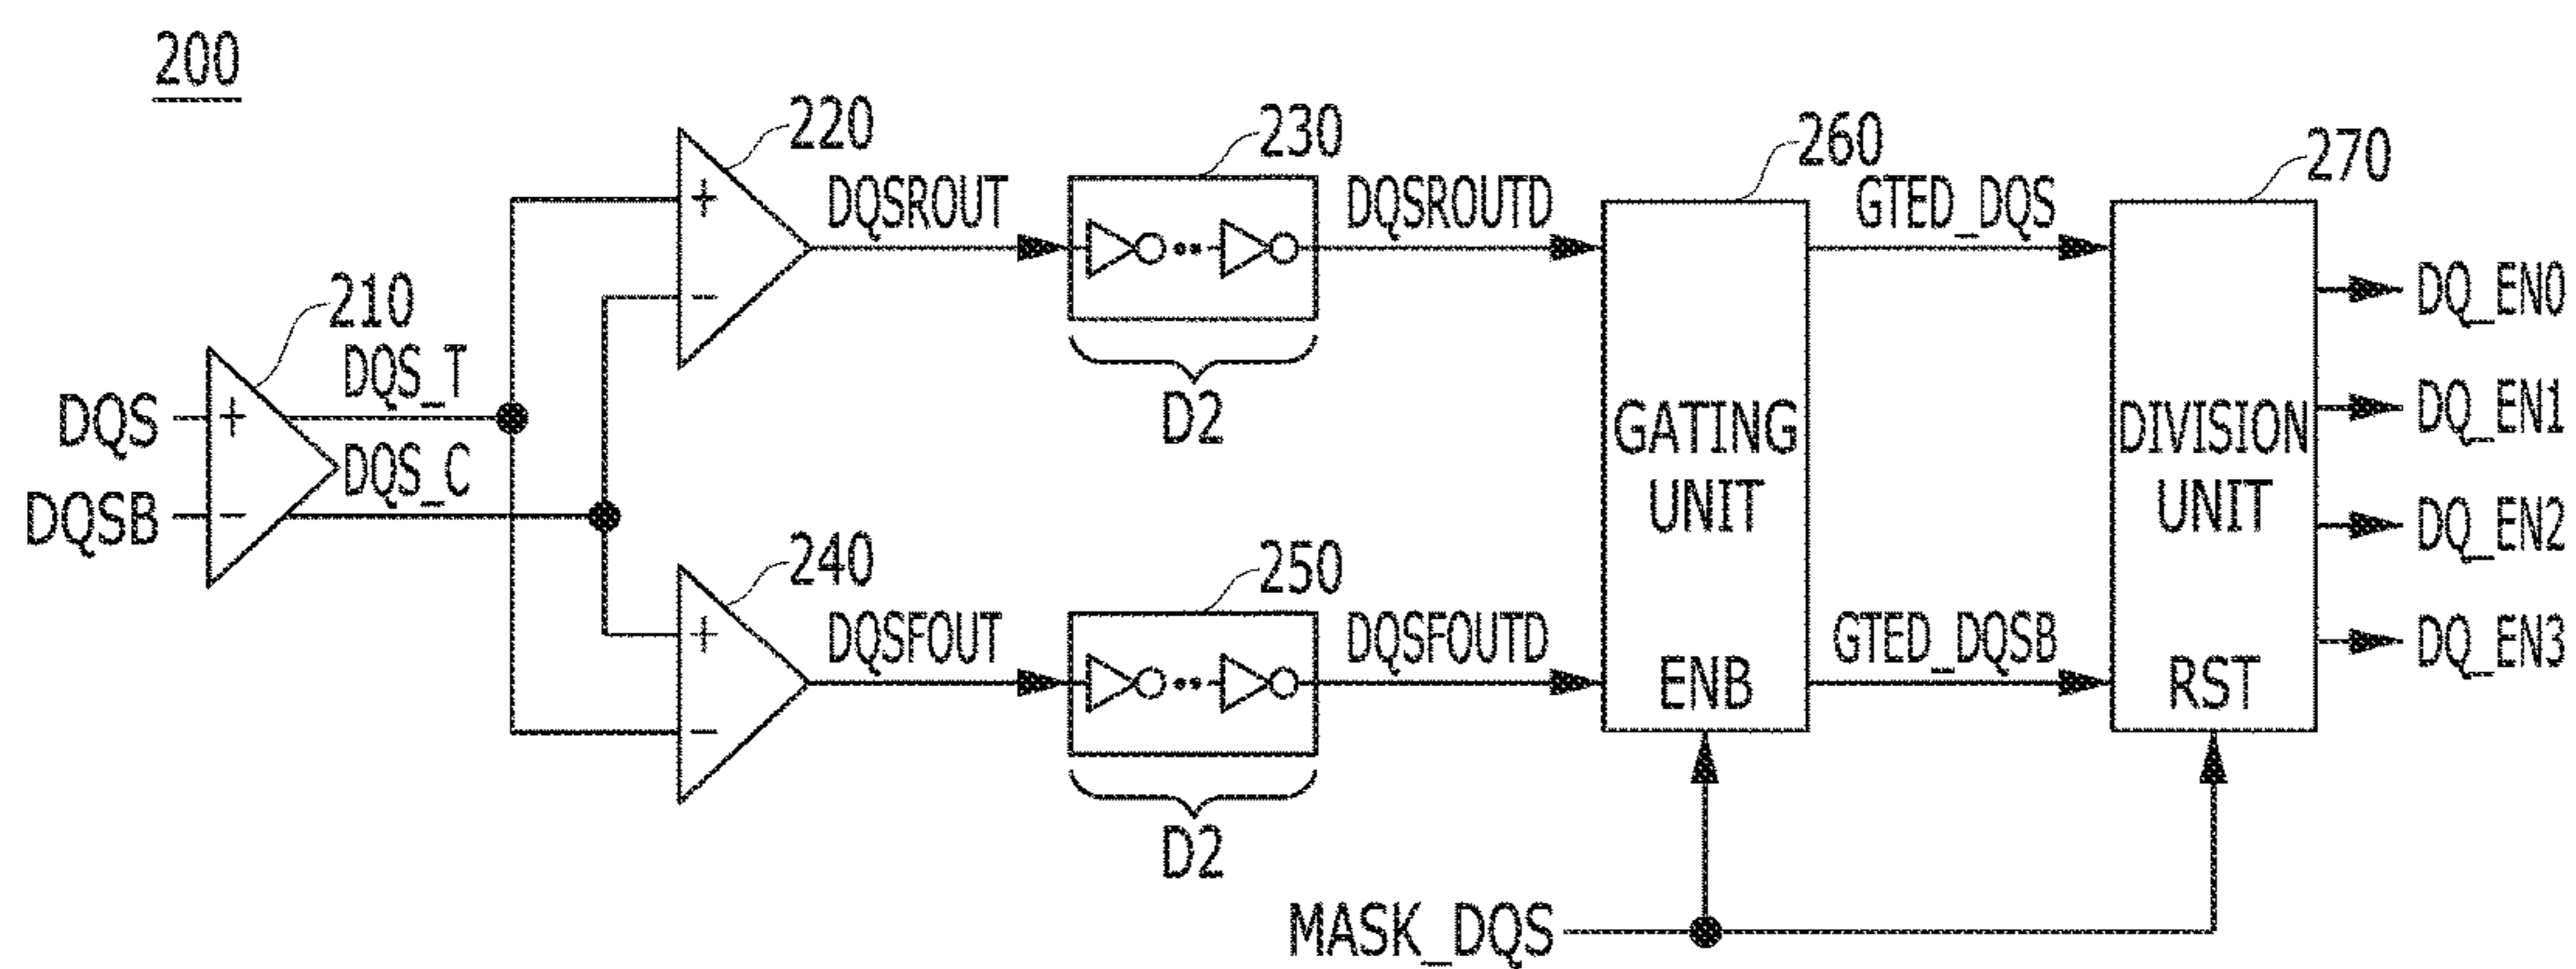 200
220
230
260
270
DQSROUT
DQSROUTD
GTED_DQS
210
DQS_T
DQS_C
DQS
DQSB
+
-
+
-
D2
GATING
UNIT
DIVISION
UNIT
DQ_EN0
DQ_EN1
DQ_EN2
DQ_EN3
240
250
+
-
DQSFOUT
DQSFOUTD
GTED_DQSB
ENB
RST
D2
MASK_DQS